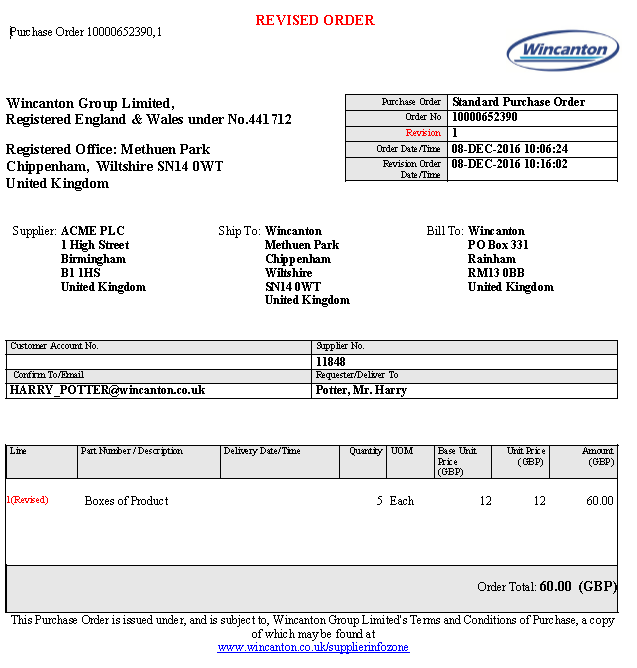 REVISED ORDER
Purchase Order 10000652390,1
Wincanton
Wincanton Group Limited,
Registered England & Wales under No.441712
Registered Office: Methuen Park
Chippenham, Wiltshire SN14 0WT
United Kingdom
Purchase Order Standard Purchase Order
Order No 10000652390
Revision 1
Order Date/Time 08-DEC-2016 10:06:24
Revision Order Date/Time 08-DEC-2016 10:16:02
Supplier: ACME PLC
1 High Street
Birmingham
B1 1HS
United Kingdom
Ship To: Wincanton
Methuen Park
Chippenham
Wiltshire
SN14 0WT
United Kingdom
Bill To: Wincanton
PO Box 331
Rainham
RM13 0BB
United Kingdom
Customer Account No. Supplier No.
11848
Confirm To/Email Requester/Deliver To
HARRY_POTTER@wincanton.co.uk Potter, Mr. Harry
Line Part Number / Description Delivery Date/Time Quantity UOM Base Unit Price (GBP) Unit Price (GBP) Amount (GBP)
1(Revised) Boxes of Product 5 Each 12 12 60.00
Order Total: 60.00 (GBP)
This Purchase Order is issued under, and is subject to, Wincanton Group Limited's Terms and Conditions of Purchase, a copy
of which may be found at
www.wincanton.co.uk/supplierinfozone